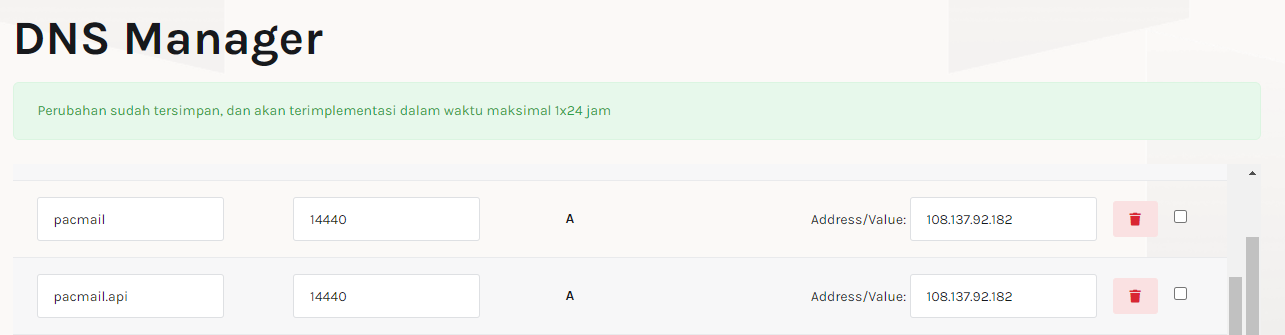 DNS Manager
Perubahan sudah tersimpan, dan akan terimplementasi dalam waktu maksimal 1x24 jam
pacmail 14440 A Address/Value: 108.137.92.182
pacmail.api 14440 A Address/Value: 108.137.92.182